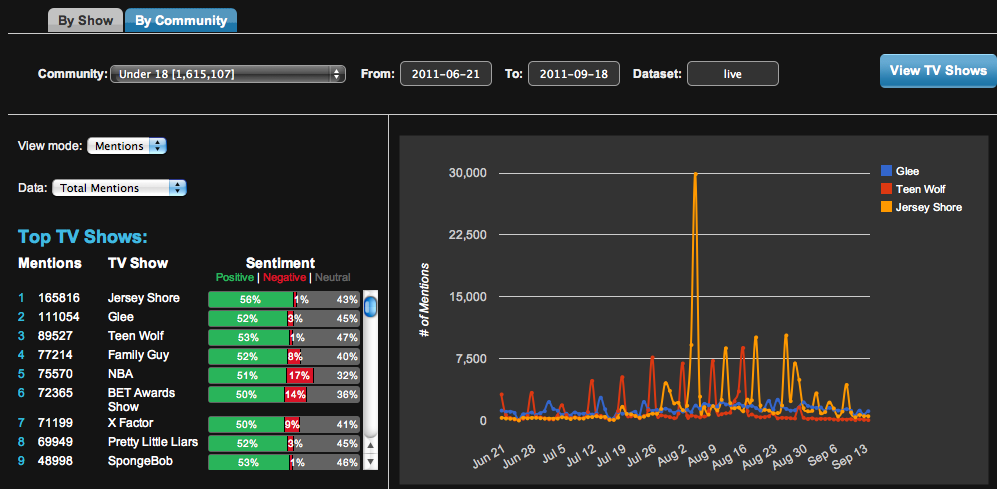 By Show By Community
Community: Under 18 [1,615,107] From: 2011-06-21 To: 2011-09-18 Dataset: live View TV Shows
View mode: Mentions
Data: Total Mentions
Top TV Shows:
Mentions TV Show Sentiment
Positive | Negative | Neutral
1 165816 Jersey Shore 56% 1% 43%
2 111054 Glee 52% 3% 45%
3 89527 Teen Wolf 53% 1% 47%
4 77214 Family Guy 52% 8% 40%
5 75570 NBA 51% 17% 32%
6 72365 BET Awards Show 50% 14% 36%
7 71199 X Factor 50% 9% 41%
8 69949 Pretty Little Liars 52% 3% 45%
9 48998 SpongeBob 53% 1% 46%
# of Mentions
30,000
22,500
15,000
7,500
0
Jun 21 Jun 28 Jul 5 Jul 12 Jul 19 Jul 26 Aug 2 Aug 9 Aug 16 Aug 23 Aug 30 Sep 6 Sep 13
Glee
Teen Wolf
Jersey Shore